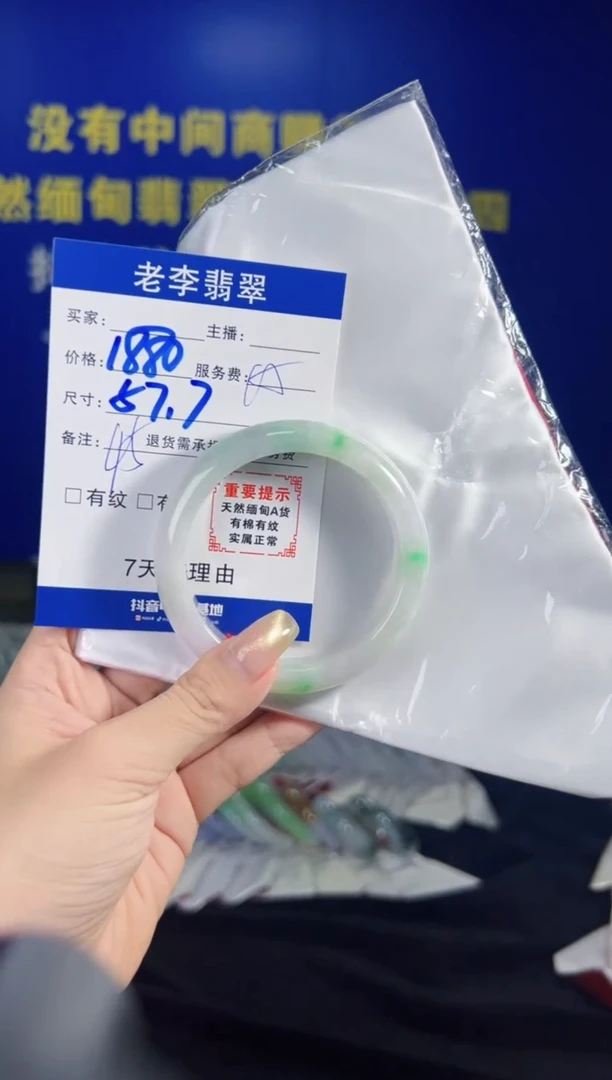 没有中间商
然缅甸翡翠
老李翡翠
买家: 主播:
价格: 1880 服务费:
尺寸: 57.7
备注: 退货需承
□有纹 □
重要提示
天然缅甸A货
有棉有纹
实属正常
7天 理由
抖音 基地